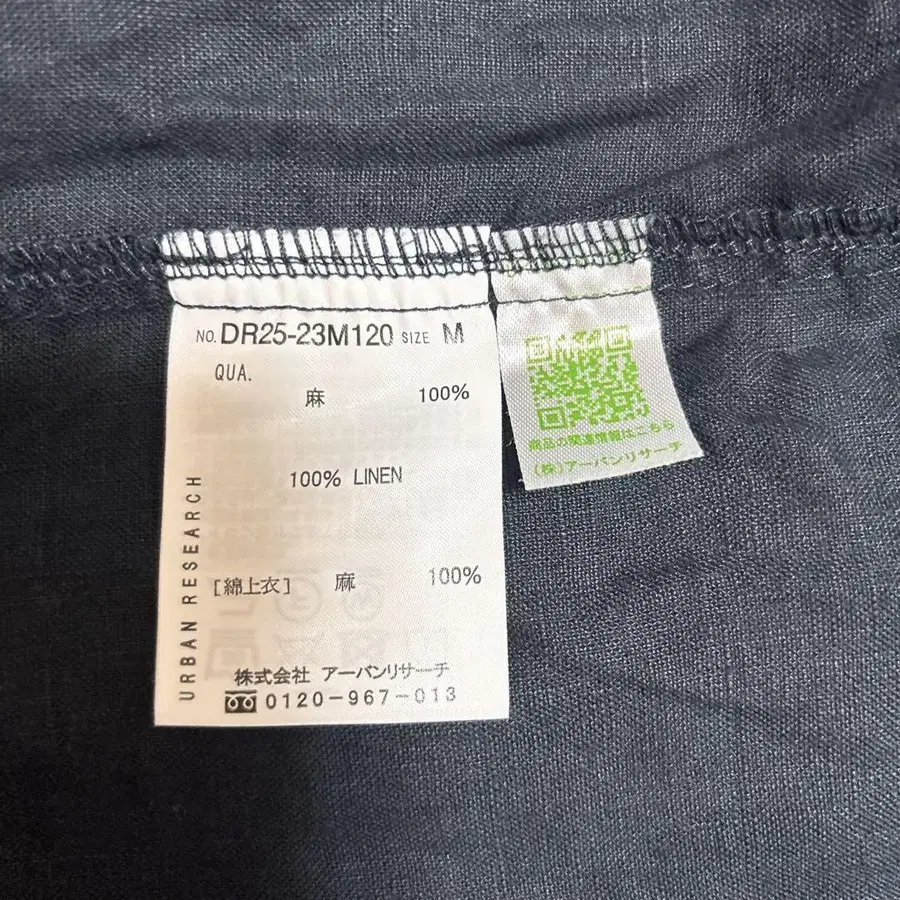 NO. DR25-23M120 SIZE M
QUA.
麻 100%
100% LINEN
[綿上衣] 麻 100%
URBAN RESEARCH
株式会社 アーバンリサーチ
0120-967-013
商品の関連情報はこちら
(株)アーバンリサーチ